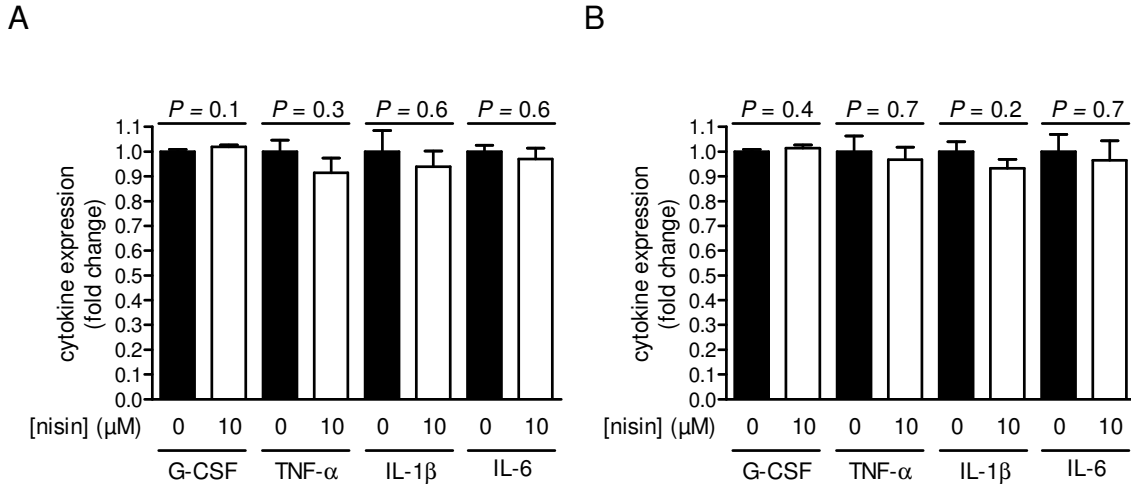 A
P = 0.1 P = 0.3 P = 0.6 P = 0.6
cytokine expression
(fold change)
1.1
1.0
0.9
0.8
0.7
0.6
0.5
0.4
0.3
0.2
0.1
0.0
[nisin] (µM) 0 10 0 10 0 10 0 10
G-CSF TNF-α IL-1β IL-6
B
P = 0.4 P = 0.7 P = 0.2 P = 0.7
cytokine expression
(fold change)
1.1
1.0
0.9
0.8
0.7
0.6
0.5
0.4
0.3
0.2
0.1
0.0
[nisin] (µM) 0 10 0 10 0 10 0 10
G-CSF TNF-α IL-1β IL-6